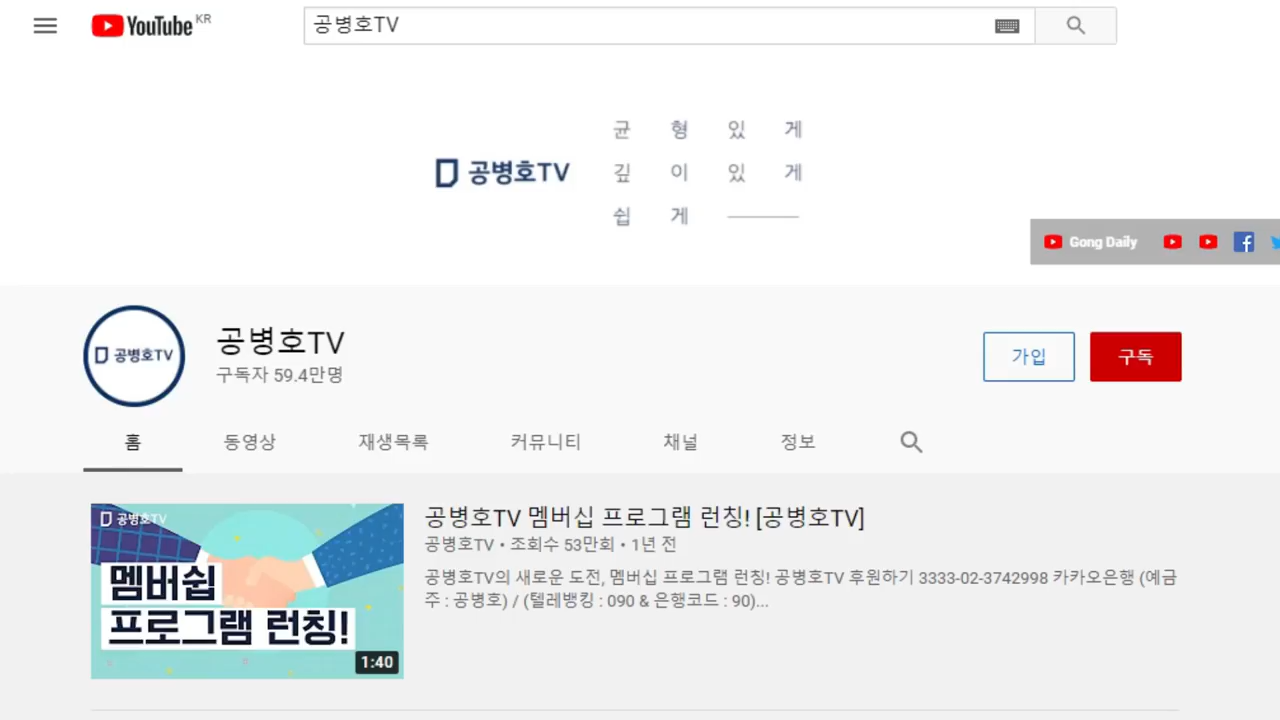 YouTube KR
공병호TV
균 형 있 게
공병호TV
깊 이 있 게
쉽 게
Gong Daily
공병호TV
공병호TV
구독자 59.4만명
가입
구독
홈
동영상
재생목록
커뮤니티
채널
정보
공병호TV
멤버쉽
프로그램 런칭!
1:40
공병호TV 멤버십 프로그램 런칭! [공병호TV]
공병호TV • 조회수 53만회 • 1년 전
공병호TV의 새로운 도전, 멤버십 프로그램 런칭! 공병호TV 후원하기 3333-02-3742998 카카오은행 (예금
주 : 공병호) / (텔레뱅킹 : 090 & 은행코드 : 90)...